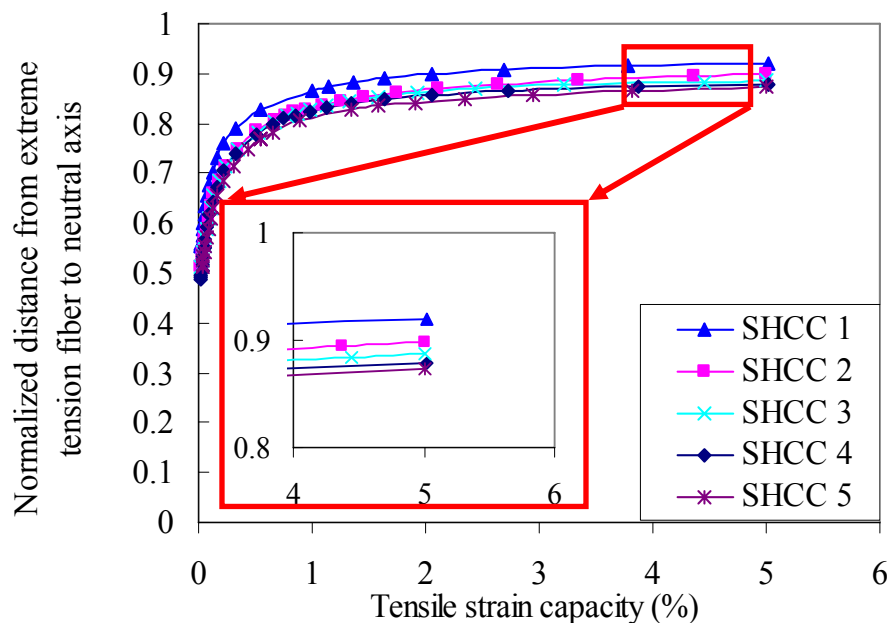 Normalized distance from extreme
tension fiber to neutral axis
1
0.9
0.8
0.7
0.6
0.5
0.4
0.3
0.2
0.1
0
1
0.9
0.8
4 5 6
SHCC 1
SHCC 2
SHCC 3
SHCC 4
SHCC 5
0 1 2 3 4 5 6
Tensile strain capacity (%)